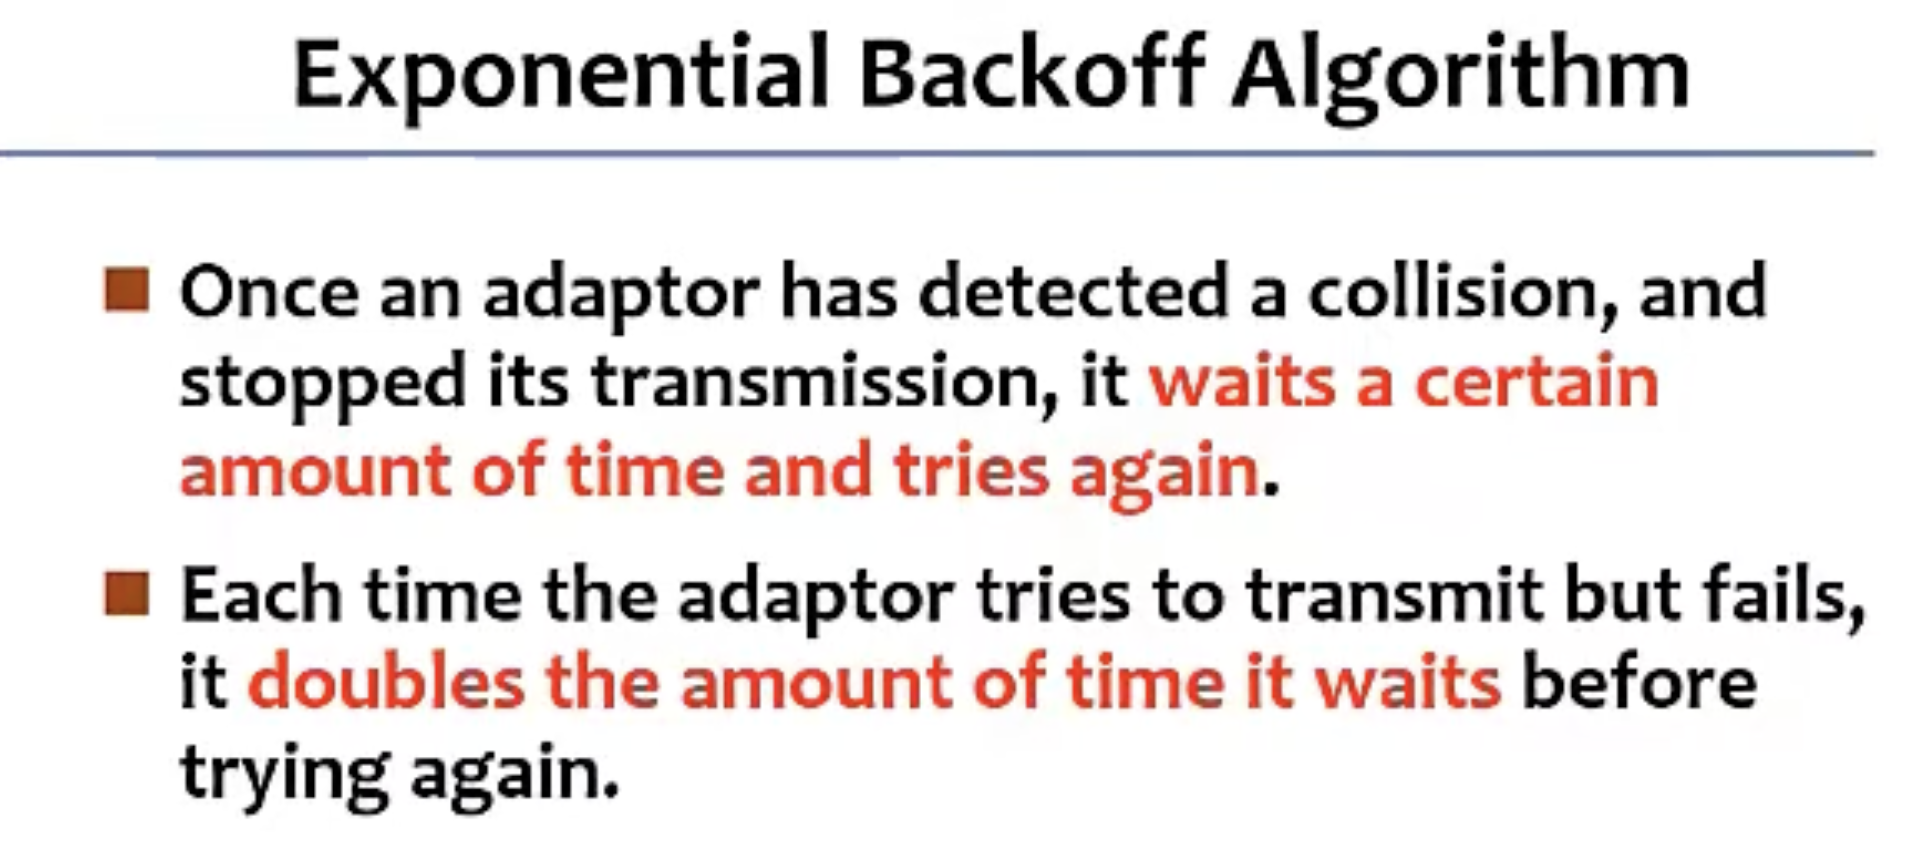 Exponential Backoff Algorithm
Once an adaptor has detected a collision, and
stopped its transmission, it waits a certain
amount of time and tries again.
Each time the adaptor tries to transmit but fails,
it doubles the amount of time it waits before
trying again.